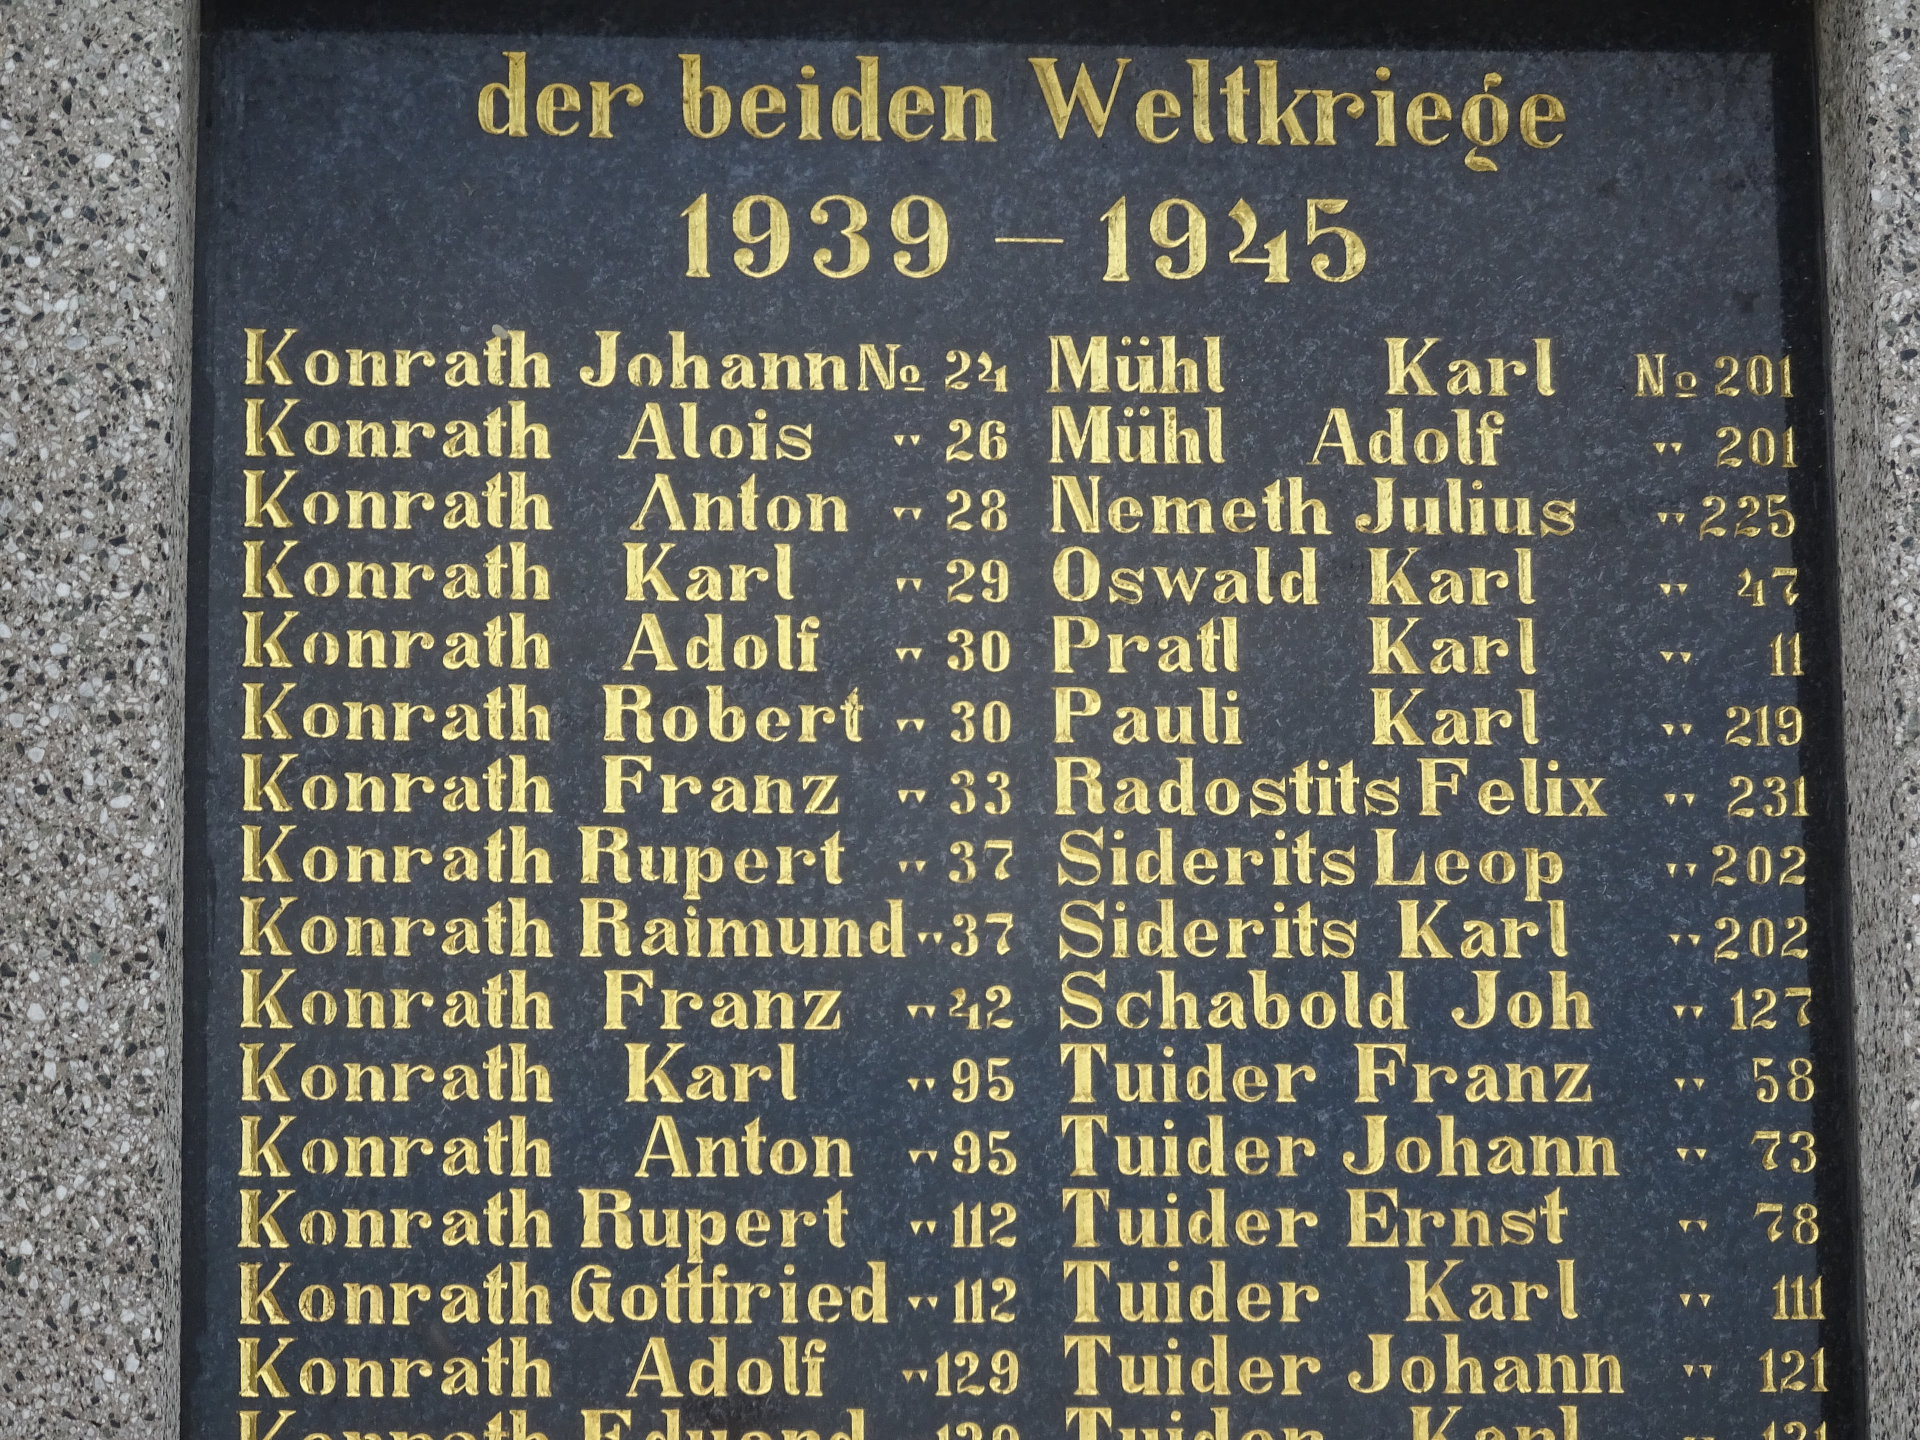 der beiden Weltkriege
1939 – 1945
Konrath Johann No 24 Mühl Karl No 201
Konrath Alois " 26 Mühl Adolf " 201
Konrath Anton " 28 Nemeth Julius " 225
Konrath Karl " 29 Oswald Karl " 47
Konrath Adolf " 30 Pratl Karl " 11
Konrath Robert " 30 Pauli Karl " 219
Konrath Franz " 33 Radostits Felix " 231
Konrath Rupert " 37 Siderits Leop " 202
Konrath Raimund " 37 Siderits Karl " 202
Konrath Franz " 42 Schabold Joh " 127
Konrath Karl " 95 Tuider Franz " 58
Konrath Anton " 95 Tuider Johann " 73
Konrath Rupert " 112 Tuider Ernst " 78
Konrath Gottfried " 112 Tuider Karl " 111
Konrath Adolf " 129 Tuider Johann " 121
Konrath Eduard Tuider Karl